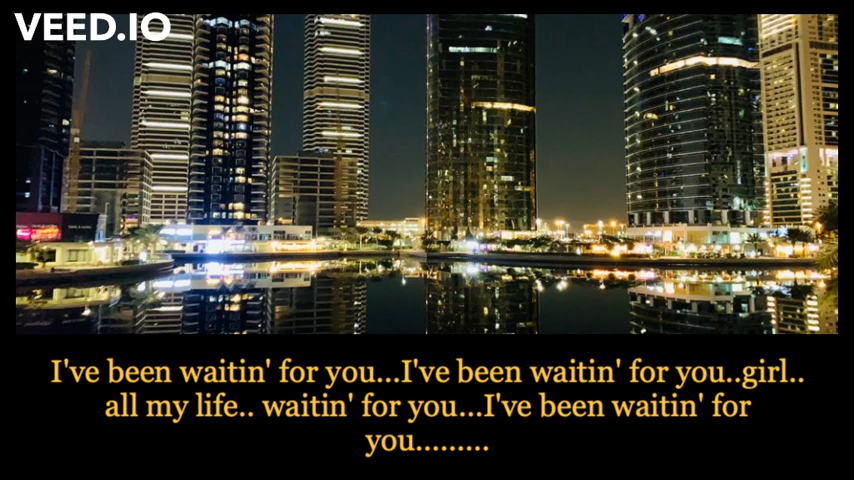 VEED.IO
I've been waitin' for you...I've been waitin' for you..girl..
all my life.. waitin' for you...I've been waitin' for
you.........